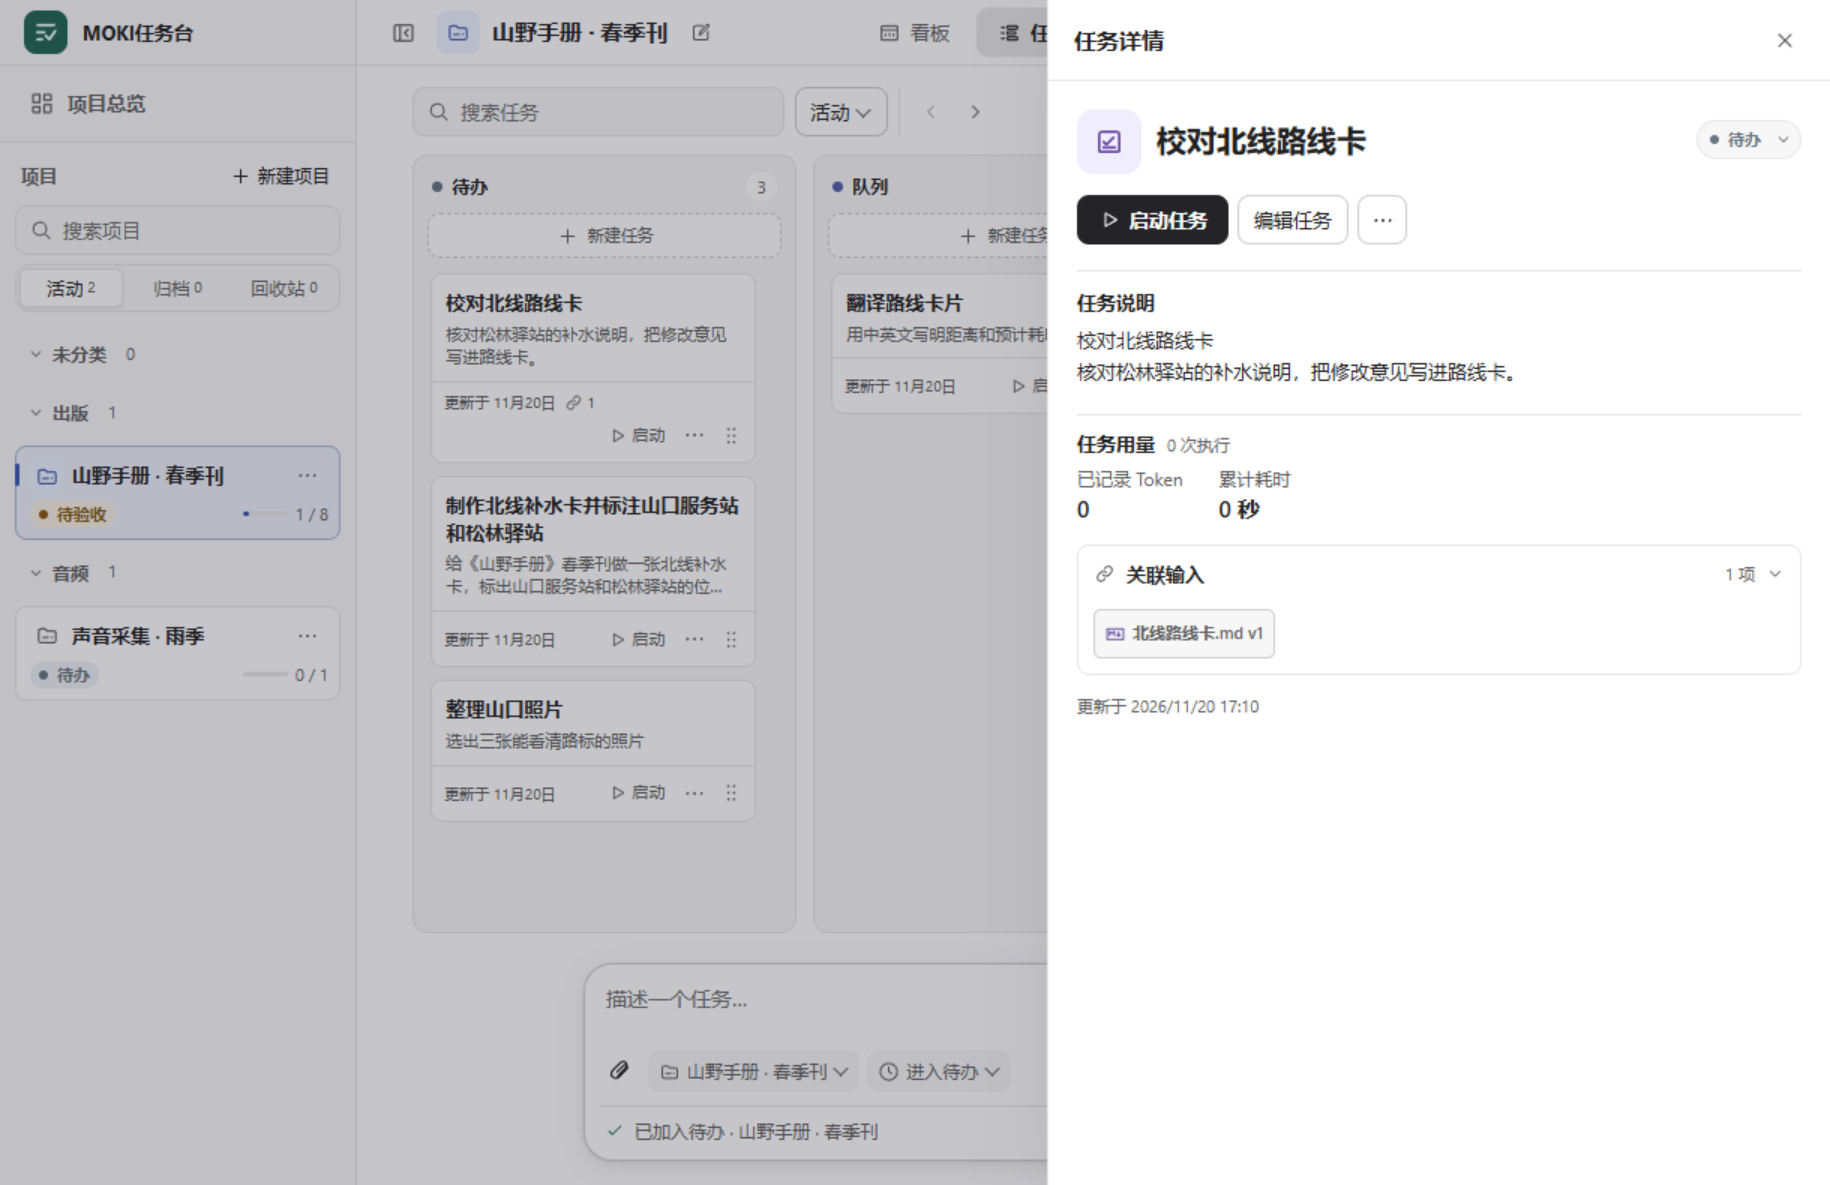 MOKI任务台
项目总览
项目
新建项目
搜索项目
活动 2
归档 0
回收站 0
未分类 0
出版 1
山野手册 · 春季刊
待验收
1 / 8
音频 1
声音采集 · 雨季
待办
0 / 1
山野手册 · 春季刊
看板
搜索任务
活动
待办
3
新建任务
校对北线路线卡
核对松林驿站的补水说明，把修改意见
写进路线卡。
更新于 11月20日 1
启动
制作北线补水卡并标注山口服务站
和松林驿站
给《山野手册》春季刊做一张北线补水
卡，标出山口服务站和松林驿站的位...
更新于 11月20日
启动
整理山口照片
选出三张能看清路标的照片
更新于 11月20日
启动
队列
新建任
翻译路线卡片
用中英文写明距离和预计耗
更新于 11月20日
描述一个任务...
山野手册 · 春季刊
进入待办
已加入待办 · 山野手册 · 春季刊
任务详情
校对北线路线卡
待办
启动任务
编辑任务
任务说明
校对北线路线卡
核对松林驿站的补水说明，把修改意见写进路线卡。
任务用量 0 次执行
已记录 Token
累计耗时
0
0 秒
关联输入
1 项
北线路线卡.md v1
更新于 2026/11/20 17:10